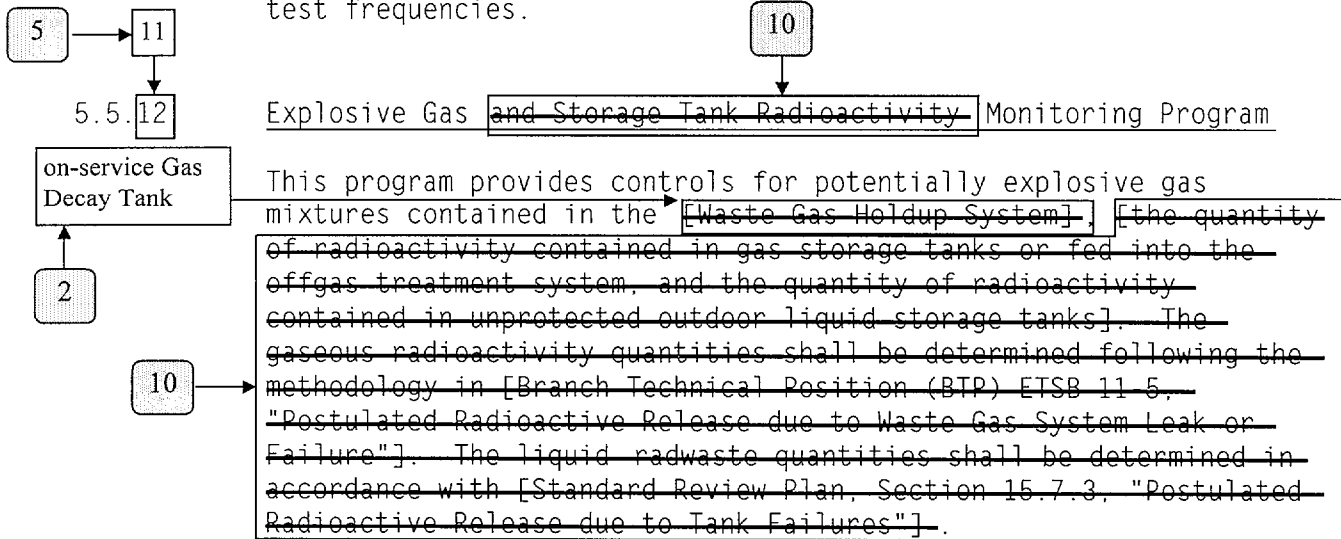 test frequencies.
5
11
10
5.5.12
Explosive Gas and Storage Tank Radioactivity Monitoring Program
on-service Gas
Decay Tank
This program provides controls for potentially explosive gas
mixtures contained in the [Waste Gas Holdup System], [the quantity
of radioactivity contained in gas storage tanks or fed into the
offgas treatment system, and the quantity of radioactivity
2
contained in unprotected outdoor liquid storage tanks]. The
gaseous radioactivity quantities shall be determined following the
10
methodology in [Branch Technical Position (BTP) ETSB 11-5,
"Postulated Radioactive Release due to Waste Gas System Leak or
Failure"]. The liquid radwaste quantities shall be determined in
accordance with [Standard Review Plan, Section 15.7.3, "Postulated
Radioactive Release due to Tank Failures"].